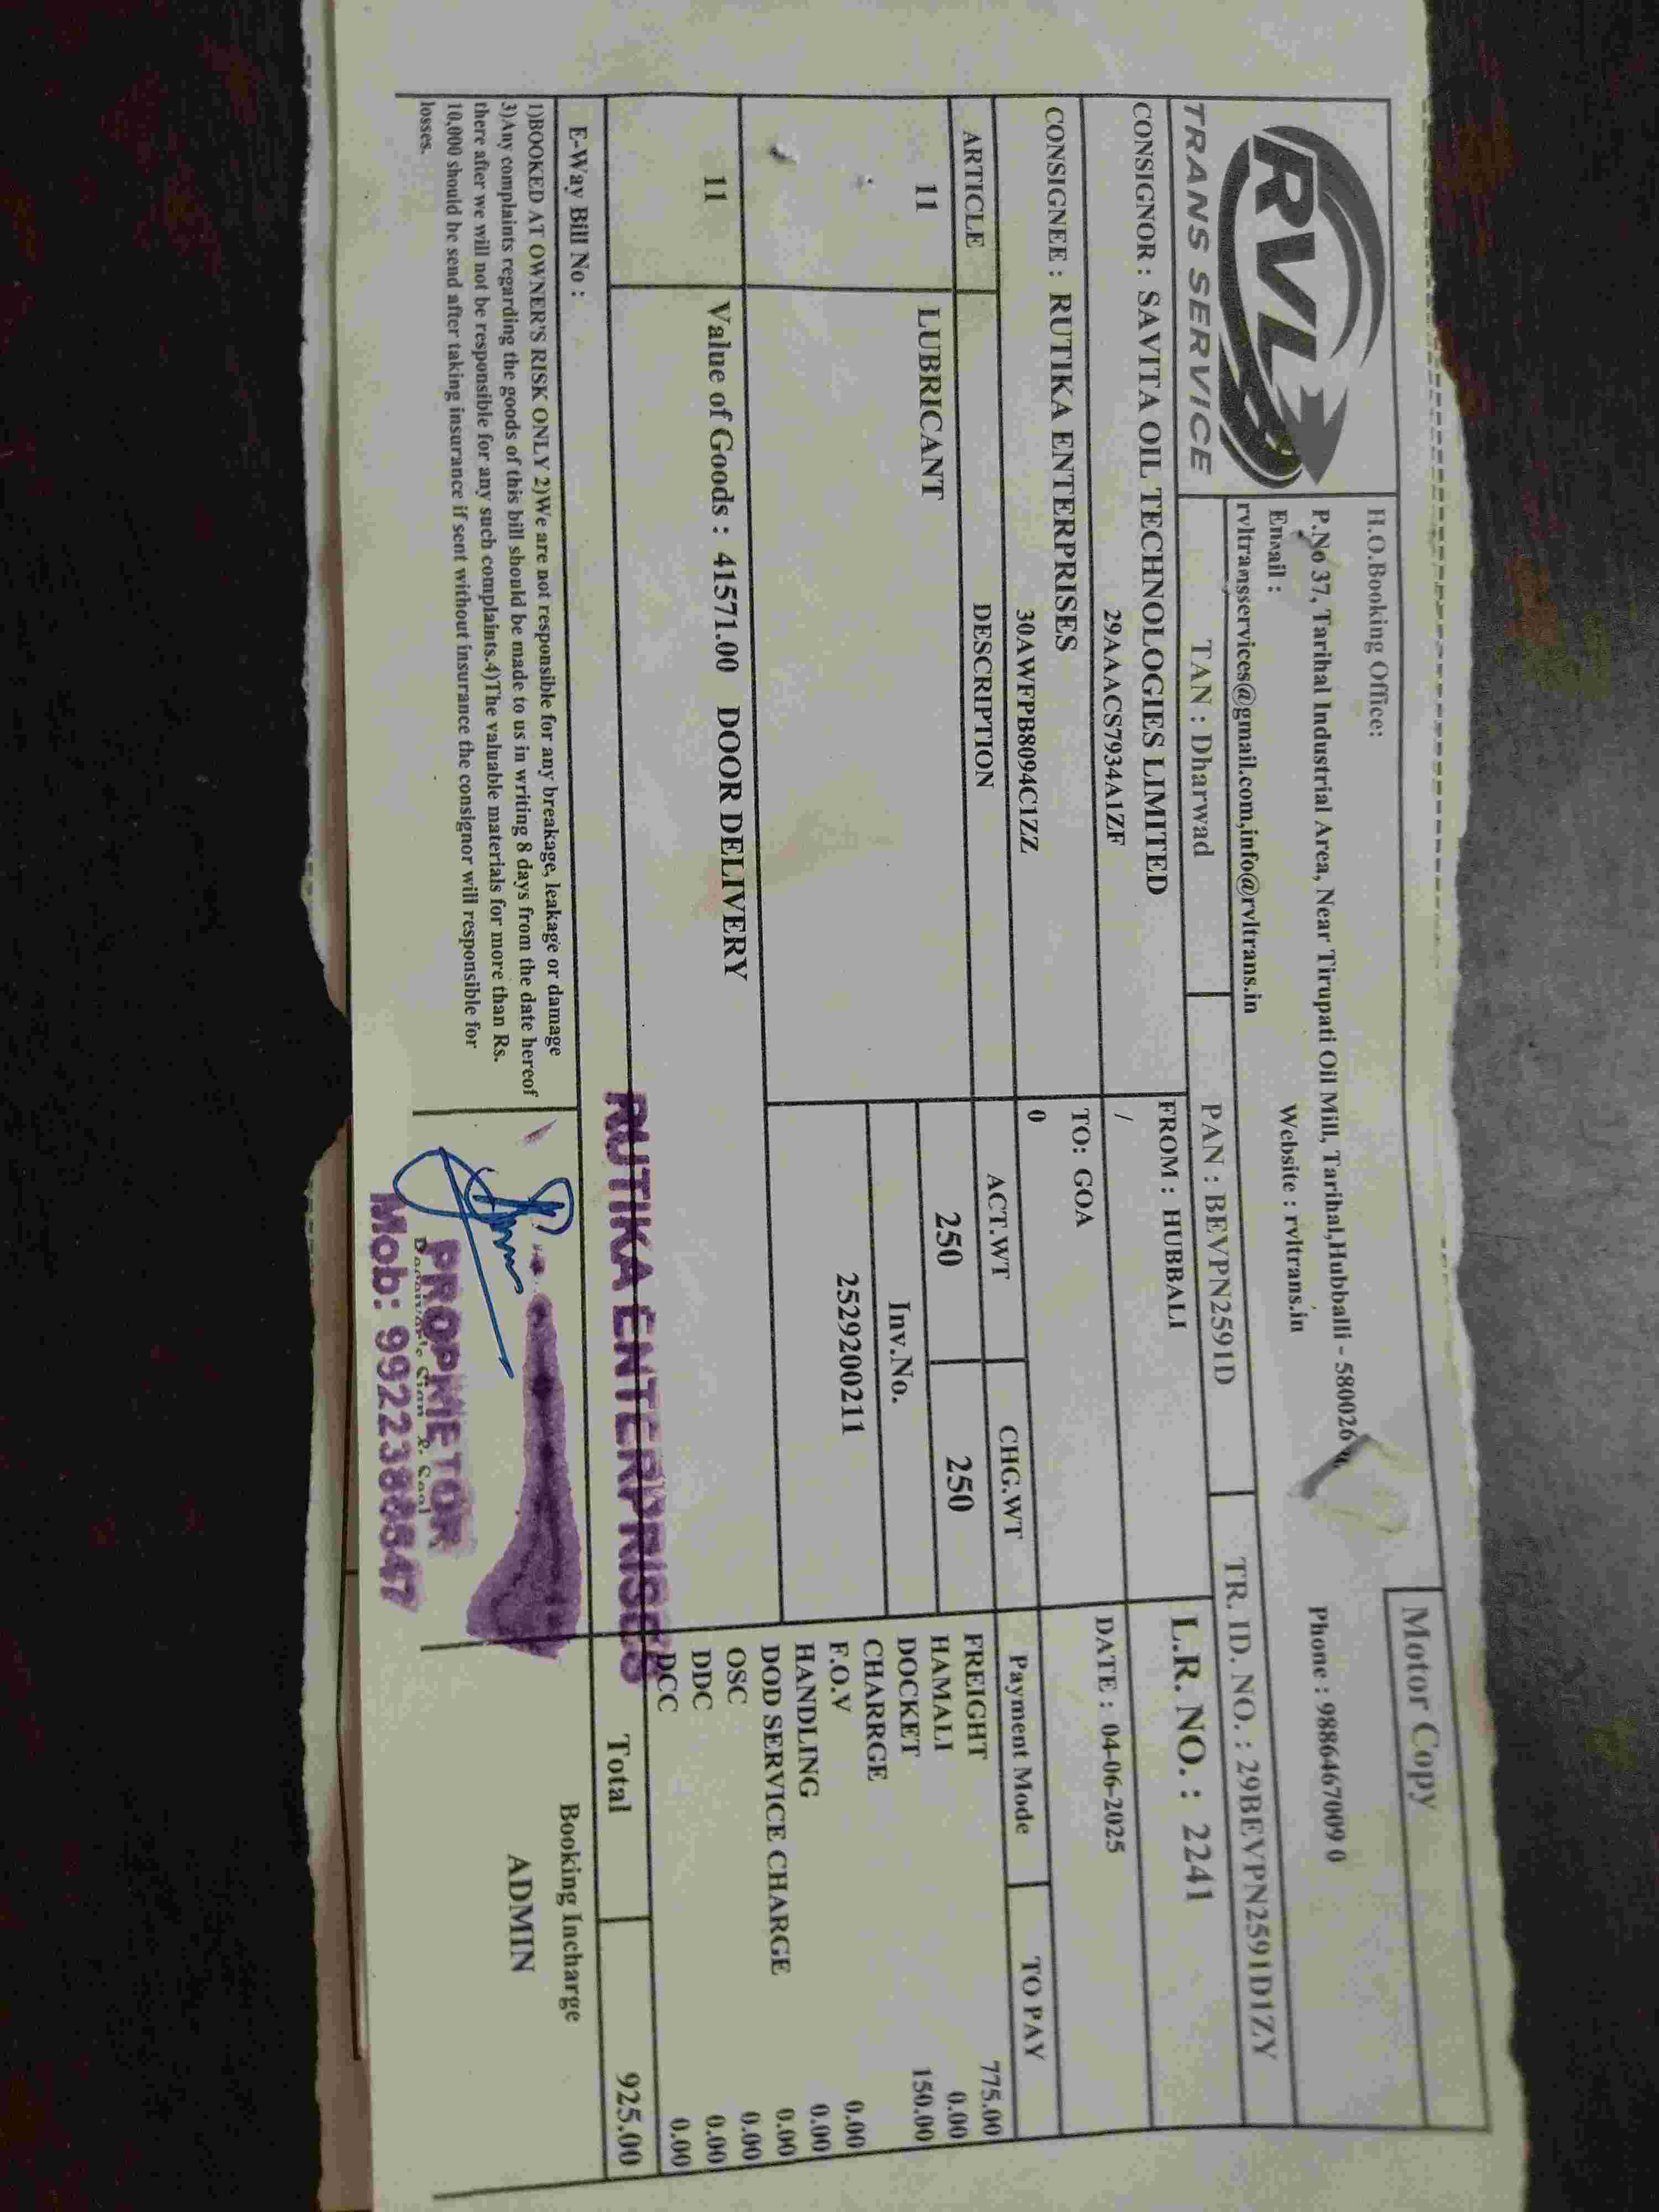 Motor Copy
RVL
TRANS SERVICE
H.O.Booking Office:
P.No 37, Tarihal Industrial Area, Near Tirupati Oil Mill, Tarihal,Hubballi - 580026
Phone : 9886467009 0
Email :
Website : rvltrans.in
rvltransservices@gmail.com,info@rvltrans.in
TAN : Dharwad PAN : BEVPN2591D TR. ID. NO. : 29BEVPN2591D1ZY
CONSIGNOR : SAVITA OIL TECHNOLOGIES LIMITED FROM : HUBBALI L.R. NO. : 2241
29AAACS7934A1ZF /
CONSIGNEE : RUTIKA ENTERPRISES TO: GOA DATE : 04-06-2025
30AWFPB8094C1ZZ 0
ARTICLE DESCRIPTION ACT.WT CHG.WT Payment Mode TO PAY
11 LUBRICANT 250 250 FREIGHT 775.00
HAMALI 0.00
Inv.No. DOCKET 150.00
CHARRGE
2529200211 F.O.V 0.00
HANDLING 0.00
DOD SERVICE CHARGE 0.00
OSC 0.00
11 Value of Goods : 41571.00 DOOR DELIVERY DDC 0.00
DCC 0.00
RUTIKA ENTERPRISES
Total 925.00
E-Way Bill No :
1)BOOKED AT OWNER'S RISK ONLY 2)We are not responsible for any breakage, leakage or damage
3)Any complaints regarding the goods of this bill should be made to us in writing 8 days from the date hereof
there after we will not be responsible for any such complaints.4)The valuable materials for more than Rs.
10,000 should be send after taking insurance if sent without insurance the consignor will responsible for
losses.
Booking Incharge
ADMIN
PROPRIETOR
Sign & Seal
Mob: